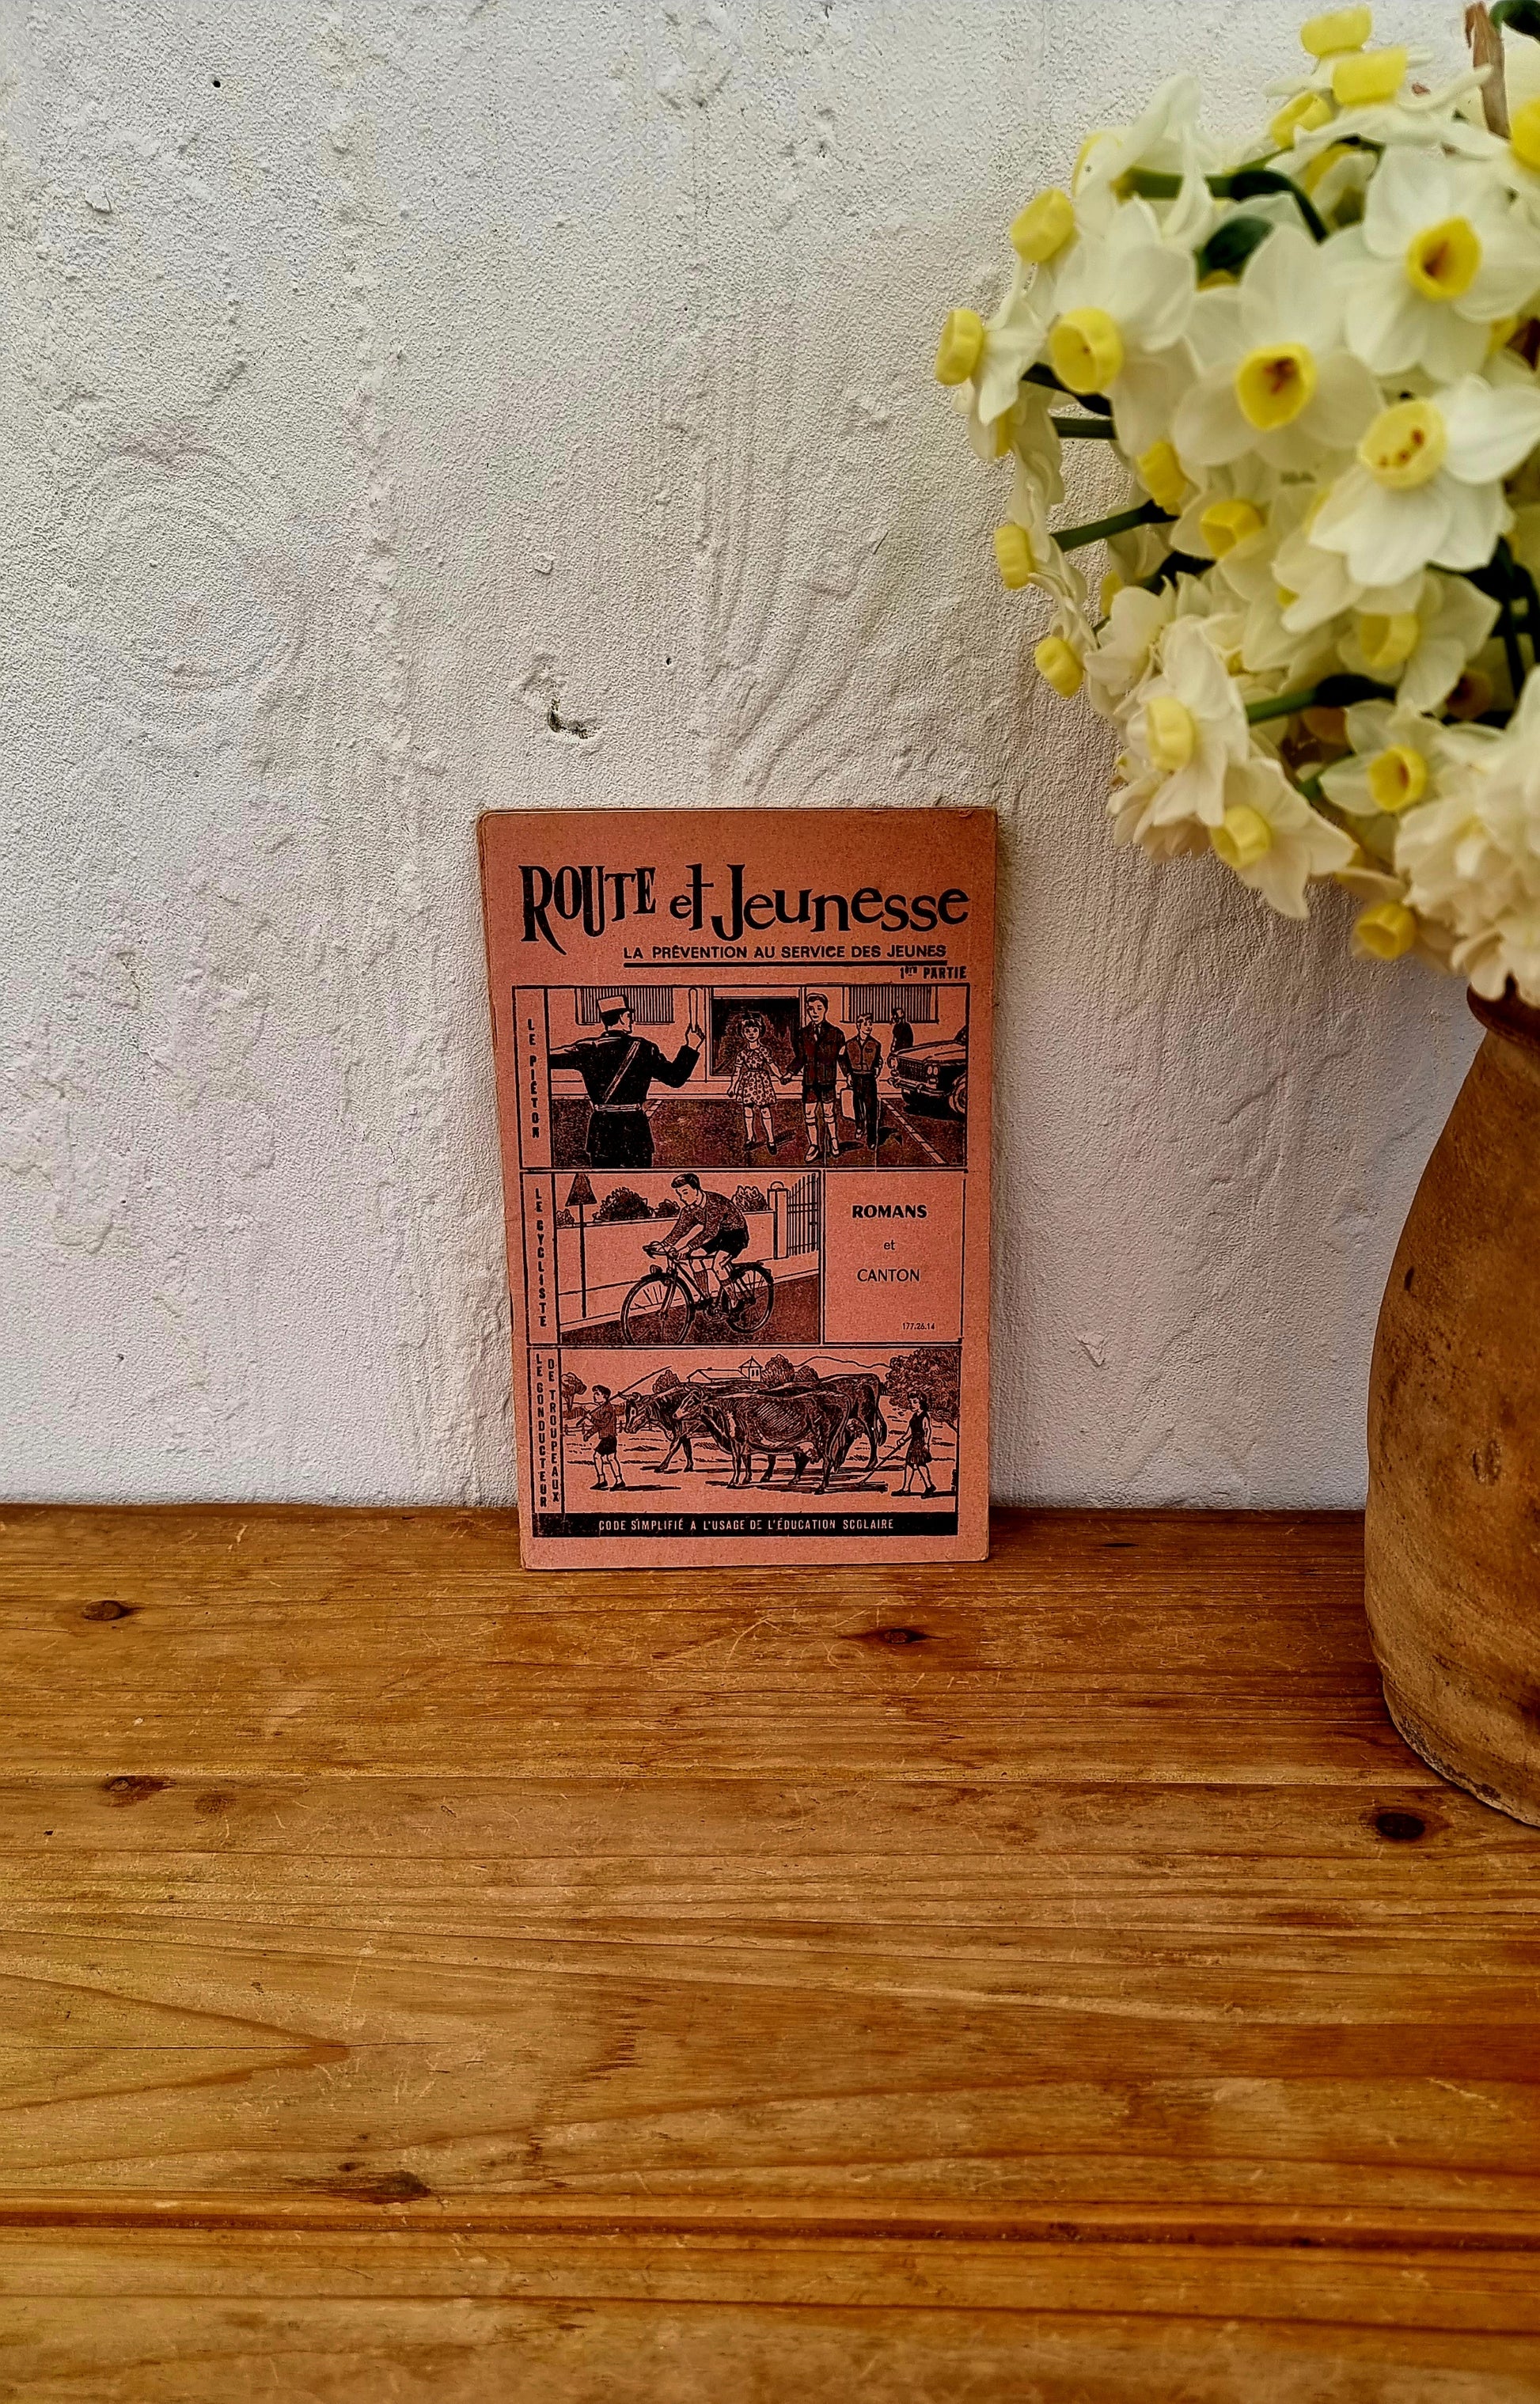 ROUTE et Jeunesse
LA PRÉVENTION AU SERVICE DES JEUNES
1ère PARTIE
LE PIÉTON
LE CYCLISTE
ROMANS
et
CANTON
177.26.14
LE CONDUCTEUR
DE TROUPEAUX
CODE SIMPLIFIÉ A L'USAGE DE L'ÉDUCATION SCOLAIRE